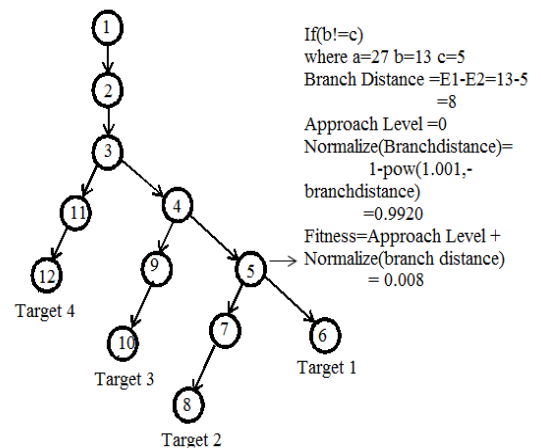 1
If(b!=c)
where a=27 b=13 c=5
2
Branch Distance =E1-E2=13-5
=8
Approach Level =0
3
Normalize(Branchdistance)=
1-pow(1.001,-
branchdistance)
11
4
=0.9920
Fitness=Approach Level +
Normalize(branch distance)
= 0.008
12
9
5
Target 4
7
6
10
Target 1
Target 3
8
Target 2